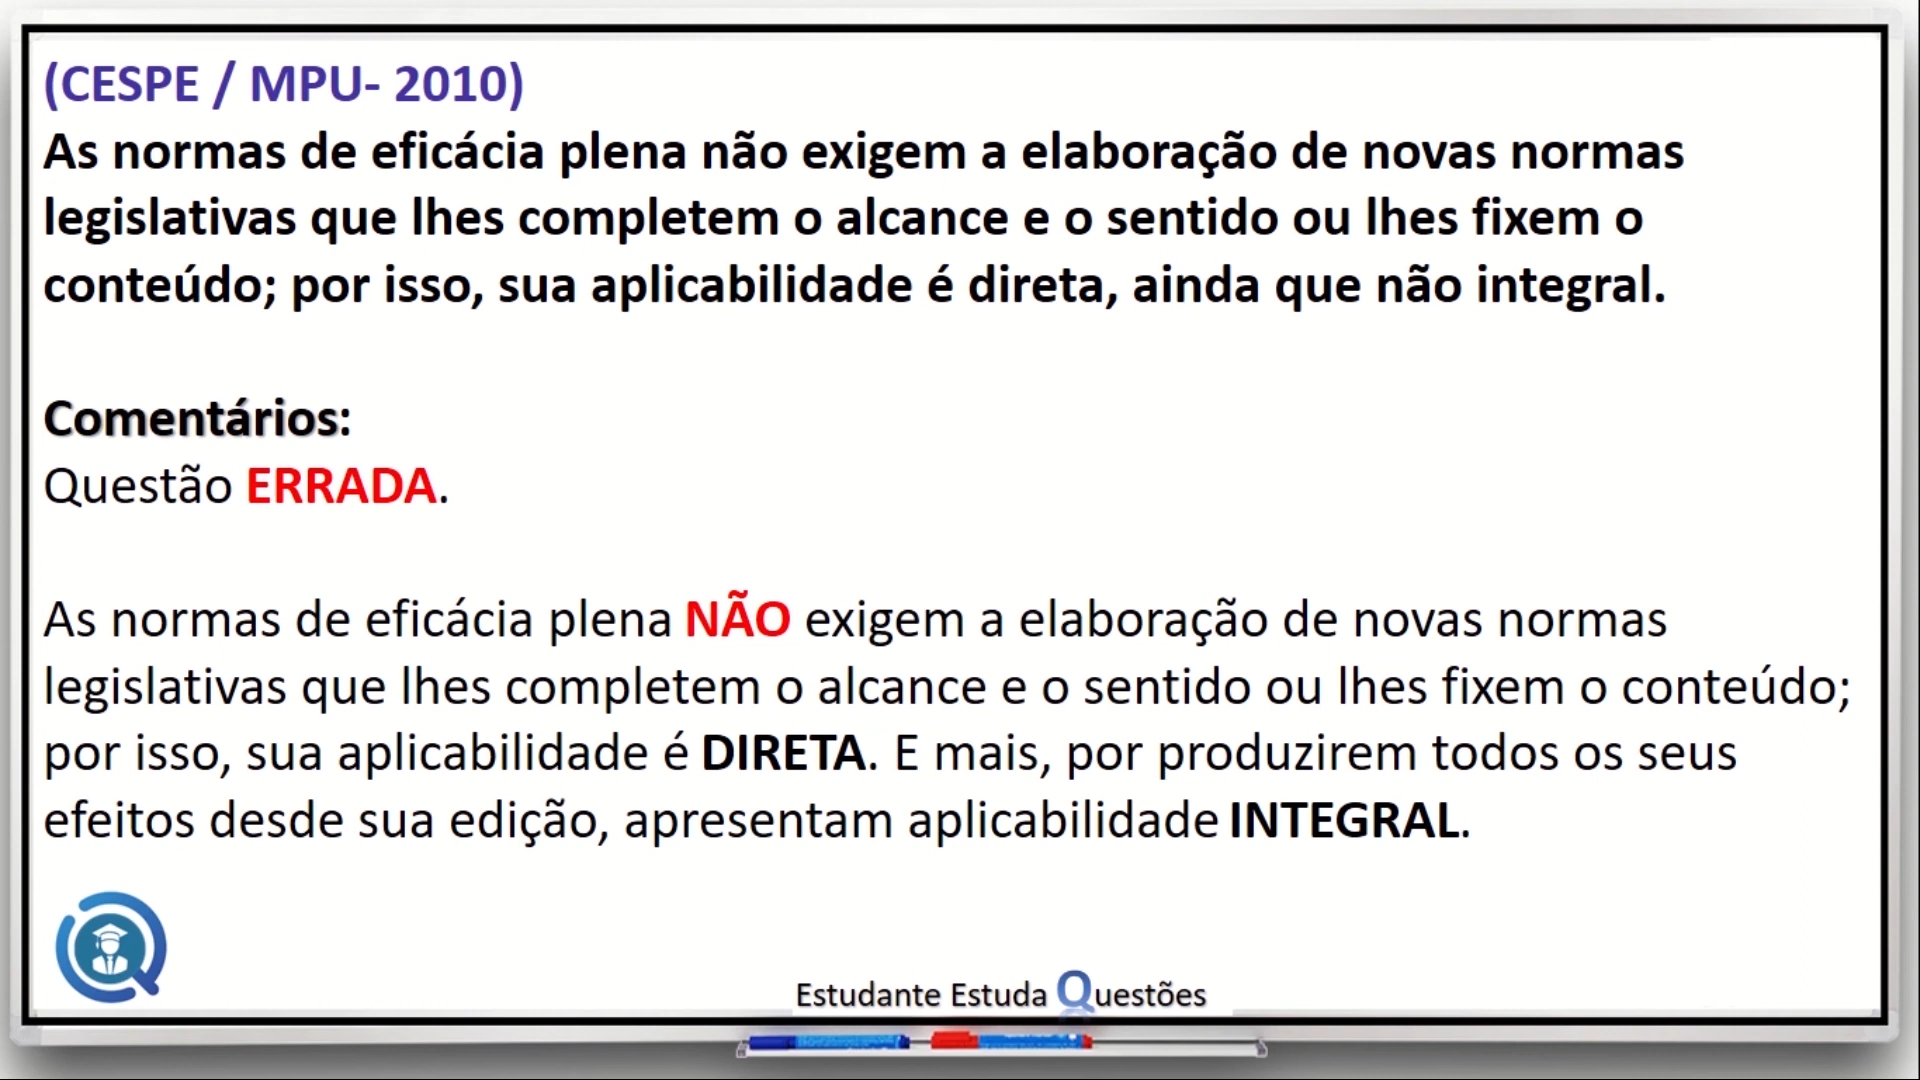 (CESPE / MPU- 2010)
As normas de eficácia plena não exigem a elaboração de novas normas
legislativas que lhes completem o alcance e o sentido ou lhes fixem o
conteúdo; por isso, sua aplicabilidade é direta, ainda que não integral.
Comentários:
Questão ERRADA.
As normas de eficácia plena NÃO exigem a elaboração de novas normas
legislativas que lhes completem o alcance e o sentido ou lhes fixem o conteúdo;
por isso, sua aplicabilidade é DIRETA. E mais, por produzirem todos os seus
efeitos desde sua edição, apresentam aplicabilidade INTEGRAL.
Estudante Estuda Questões